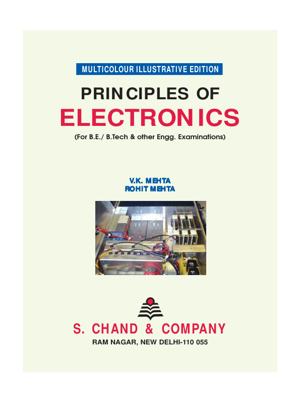 MULTICOLOUR ILLUSTRATIVE EDITION
PRINCIPLES OF
ELECTRONICS
(For B.E./ B.Tech & other Engg. Examinations)
V.K. MEHTA
ROHIT MEHTA
S. CHAND & COMPANY
RAM NAGAR, NEW DELHI-110 055